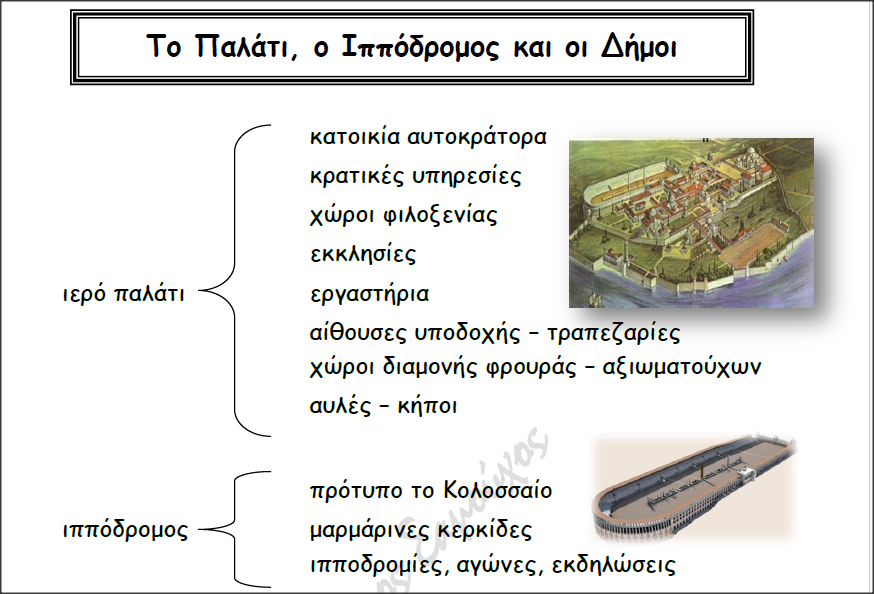 Το Παλάτι, ο Ιππόδρομος και οι Δήμοι
ιερό παλάτι
κατοικία αυτοκράτορα
κρατικές υπηρεσίες
χώροι φιλοξενίας
εκκλησίες
εργαστήρια
αίθουσες υποδοχής – τραπεζαρίες
χώροι διαμονής φρουράς – αξιωματούχων
αυλές – κήποι
ιππόδρομος
πρότυπο το Κολοσσαίο
μαρμάρινες κερκίδες
ιπποδρομίες, αγώνες, εκδηλώσεις